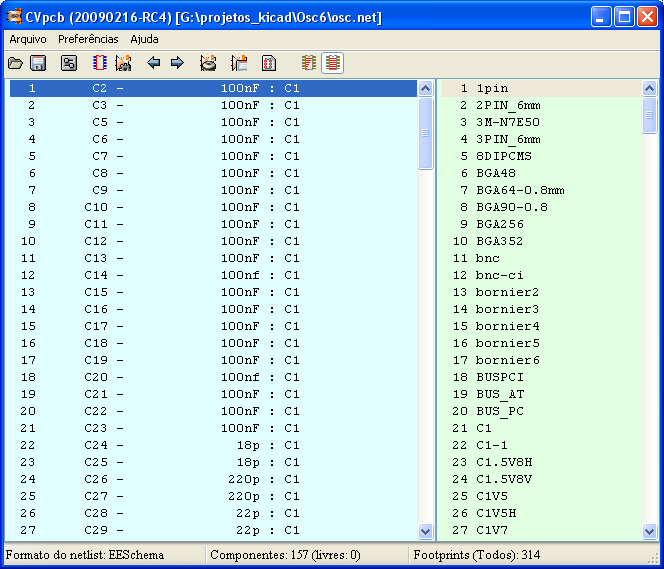 CVpcb (20090216-RC4) [G:\projetos_kicad\Osc6\osc.net]
Arquivo Preferências Ajuda
1 C2 - 100nF : C1
2 C3 - 100nF : C1
3 C5 - 100nF : C1
4 C6 - 100nF : C1
5 C7 - 100nF : C1
6 C8 - 100nF : C1
7 C9 - 100nF : C1
8 C10 - 100nF : C1
9 C11 - 100nF : C1
10 C12 - 100nF : C1
11 C13 - 100nF : C1
12 C14 - 100nf : C1
13 C15 - 100nF : C1
14 C16 - 100nF : C1
15 C17 - 100nF : C1
16 C18 - 100nF : C1
17 C19 - 100nF : C1
18 C20 - 100nf : C1
19 C21 - 100nF : C1
20 C22 - 100nF : C1
21 C23 - 100nF : C1
22 C24 - 18p : C1
23 C25 - 18p : C1
24 C26 - 220p : C1
25 C27 - 220p : C1
26 C28 - 22p : C1
27 C29 - 22p : C1
1 1pin
2 2PIN_6mm
3 3M-N7E50
4 3PIN_6mm
5 8DIPCMS
6 BGA48
7 BGA64-0.8mm
8 BGA90-0.8
9 BGA256
10 BGA352
11 bnc
12 bnc-ci
13 bornier2
14 bornier3
15 bornier4
16 bornier5
17 bornier6
18 BUSPCI
19 BUS_AT
20 BUS_PC
21 C1
22 C1-1
23 C1.5V8H
24 C1.5V8V
25 C1V5
26 C1V5H
27 C1V7
Formato do netlist: EESchema
Componentes: 157 (livres: 0)
Footprints (Todos): 314